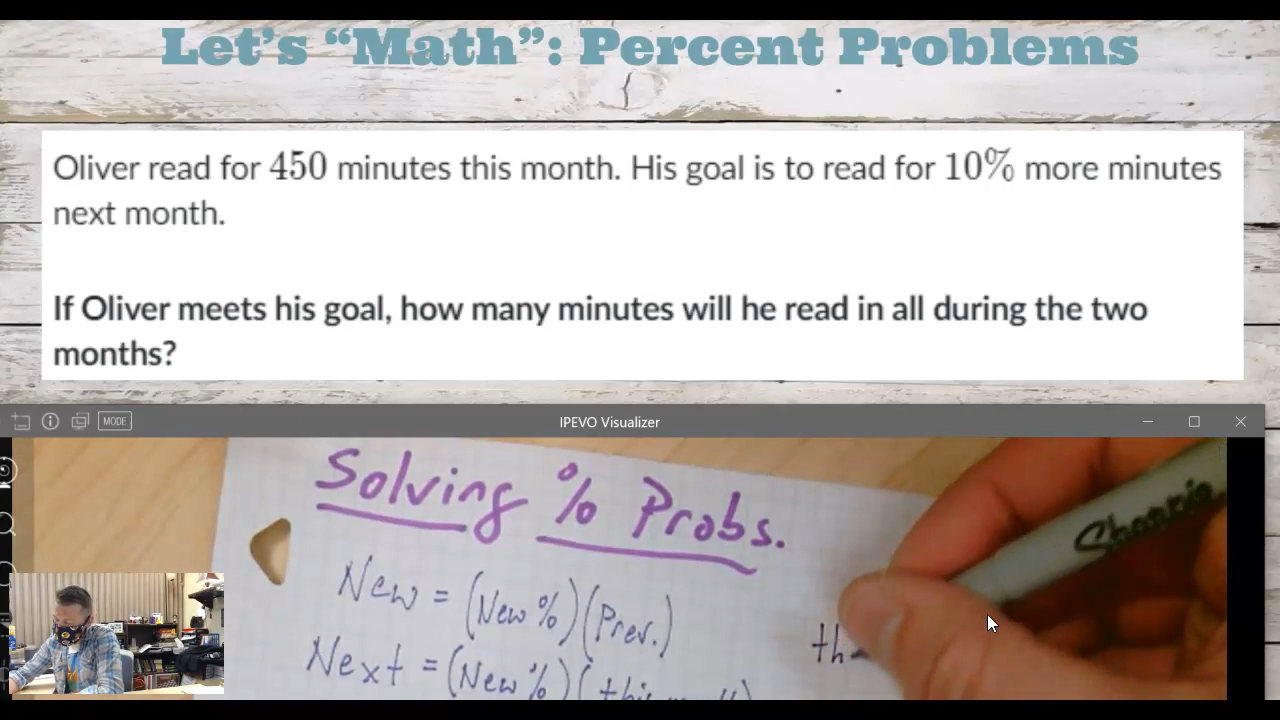 Let's “Math”: Percent Problems
Oliver read for 450 minutes this month. His goal is to read for 10% more minutes
next month.
If Oliver meets his goal, how many minutes will he read in all during the two
months?
MODE
IPEVO Visualizer
Solving % Probs.
Sharpie
New = (New %)(Prev.)
Next = (New %)(this